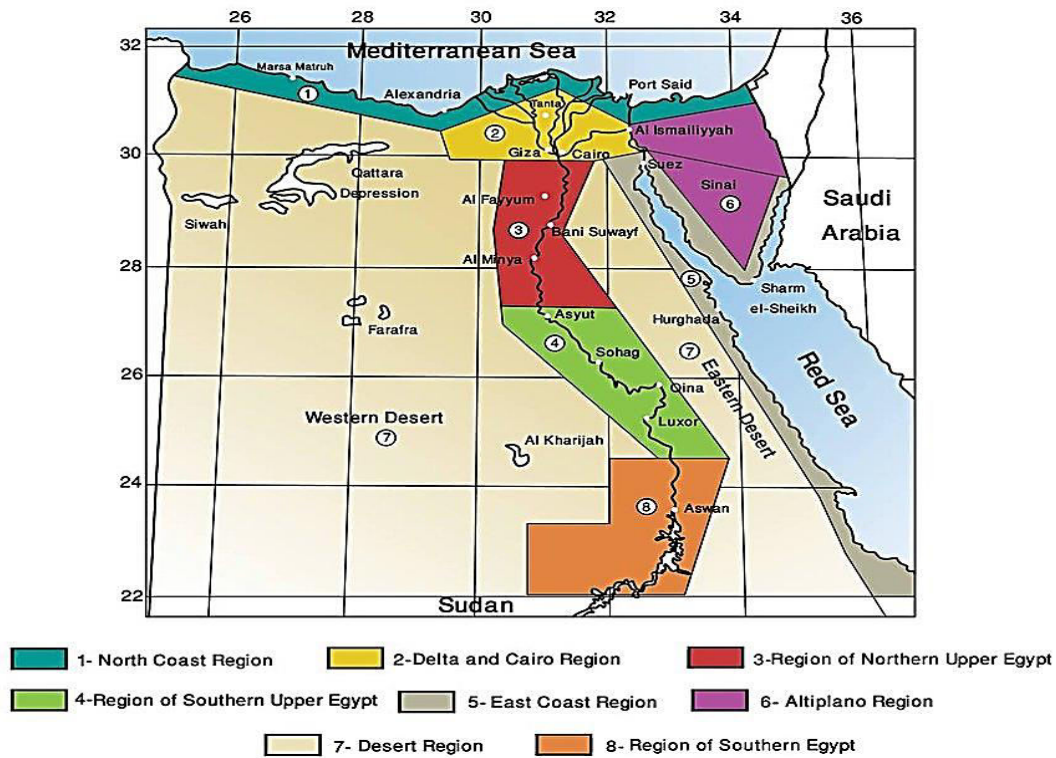 26 28 30 32 34 36
32
Mediterranean Sea
Marsa Matruh
1
Alexandria
Port Said
Tanta
2
Al Ismailiyyah
30
Giza
Cairo
Suez
Qattara
Depression
Sinai
6
Siwah
Al Fayyum
Saudi
Arabia
3
Bani Suwayf
28
Al Minya
5
Sharm
el-Sheikh
Farafra
Asyut
Hurghada
4
Sohag
7
Red Sea
26
Qina
Eastern Desert
Western Desert
7
Luxor
Al Kharijah
24
8
Aswan
22
Sudan
1- North Coast Region
2-Delta and Cairo Region
3-Region of Northern Upper Egypt
4-Region of Southern Upper Egypt
5- East Coast Region
6- Altiplano Region
7- Desert Region
8- Region of Southern Egypt